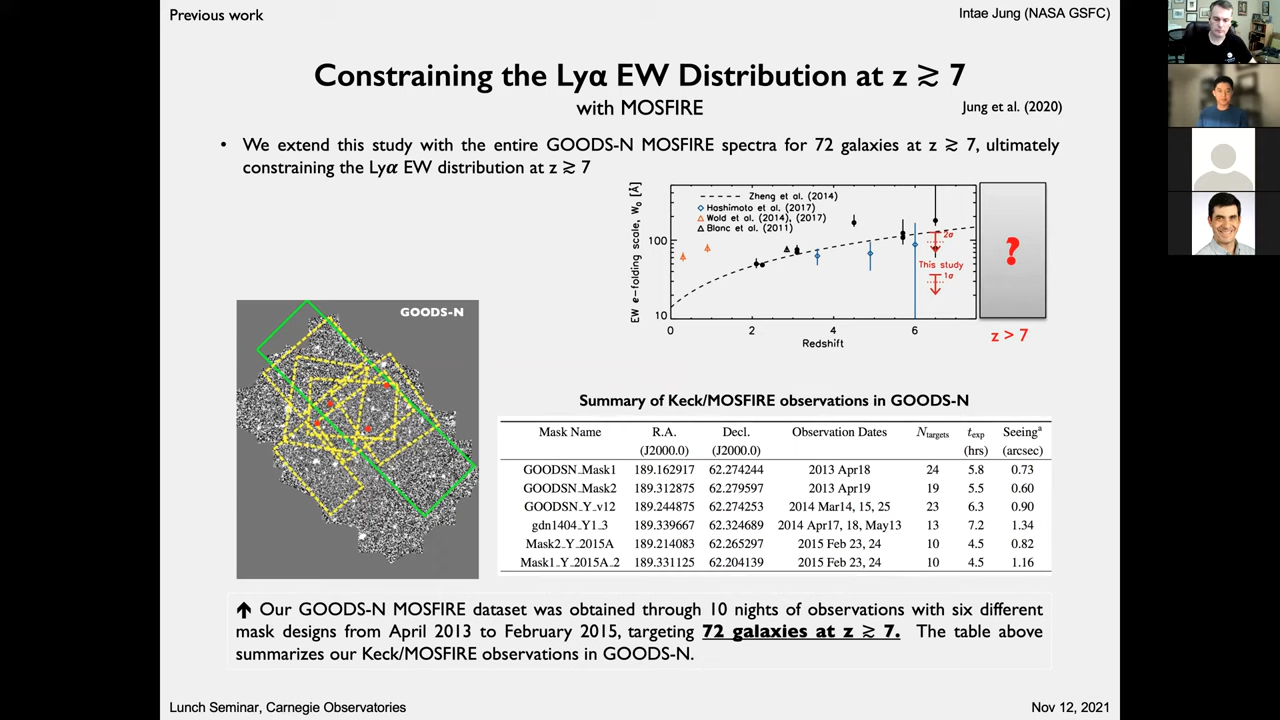 Previous work
Intae Jung (NASA GSFC)
Constraining the Lyα EW Distribution at z ≳ 7
with MOSFIRE
Jung et al. (2020)
• We extend this study with the entire GOODS-N MOSFIRE spectra for 72 galaxies at z ≳ 7, ultimately
constraining the Lyα EW distribution at z ≳ 7
EW e-folding scale, W₀ [Å]
100
10
Zheng et al. (2014)
Hashimoto et al. (2017)
Wold et al. (2014), (2017)
Blanc et al. (2011)
2σ
This study
1σ
?
0 2 4 6
Redshift
z > 7
GOODS-N
Summary of Keck/MOSFIRE observations in GOODS-N
Mask Name R.A. Decl. Observation Dates Ntargets texp Seeingᵃ
(J2000.0) (J2000.0) (hrs) (arcsec)
GOODSN_Mask1 189.162917 62.274244 2013 Apr18 24 5.8 0.73
GOODSN_Mask2 189.312875 62.279597 2013 Apr19 19 5.5 0.60
GOODSN_Y_v12 189.244875 62.274253 2014 Mar14, 15, 25 23 6.3 0.90
gdn1404_Y1_3 189.339667 62.324689 2014 Apr17, 18, May13 13 7.2 1.34
Mask2_Y_2015A 189.214083 62.265297 2015 Feb 23, 24 10 4.5 0.82
Mask1_Y_2015A_2 189.331125 62.204139 2015 Feb 23, 24 10 4.5 1.16
🡹 Our GOODS-N MOSFIRE dataset was obtained through 10 nights of observations with six different
mask designs from April 2013 to February 2015, targeting 72 galaxies at z ≳ 7. The table above
summarizes our Keck/MOSFIRE observations in GOODS-N.
Lunch Seminar, Carnegie Observatories
Nov 12, 2021